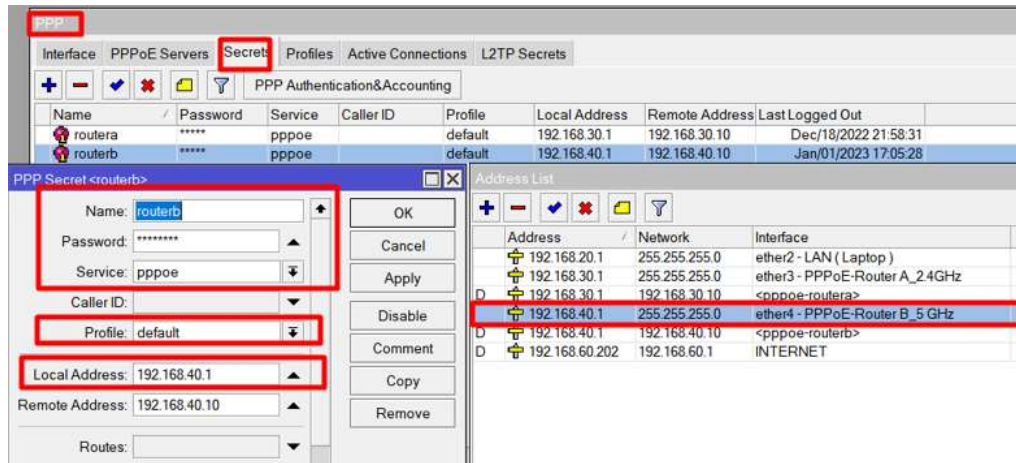 PPP
Interface PPPoE Servers Secrets Profiles Active Connections L2TP Secrets
PPP Authentication&Accounting
Name Password Service Caller ID Profile Local Address Remote Address Last Logged Out
routera ***** pppoe default 192.168.30.1 192.168.30.10 Dec/18/2022 21:58:31
routerb ***** pppoe default 192.168.40.1 192.168.40.10 Jan/01/2023 17:05:28
PPP Secret <routerb>
Name: routerb
Password: ********
Service: pppoe
Caller ID:
Profile: default
Local Address: 192.168.40.1
Remote Address: 192.168.40.10
Routes:
OK
Cancel
Apply
Disable
Comment
Copy
Remove
Address List
Address Network Interface
192.168.20.1 255.255.255.0 ether2 - LAN ( Laptop )
192.168.30.1 255.255.255.0 ether3 - PPPoE-Router A_2.4GHz
D 192.168.30.1 192.168.30.10 <pppoe-routera>
192.168.40.1 255.255.255.0 ether4 - PPPoE-Router B_5 GHz
D 192.168.40.1 192.168.40.10 <pppoe-routerb>
D 192.168.60.202 192.168.60.1 INTERNET